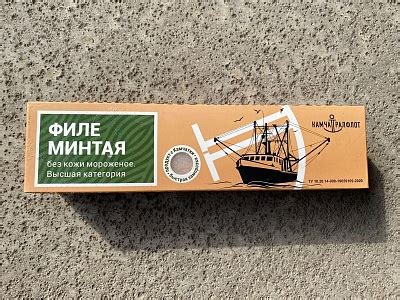 ФИЛЕ
МИНТАЯ
без кожи мороженое.
Высшая категория
КАМЧАТРАЛФЛОТ